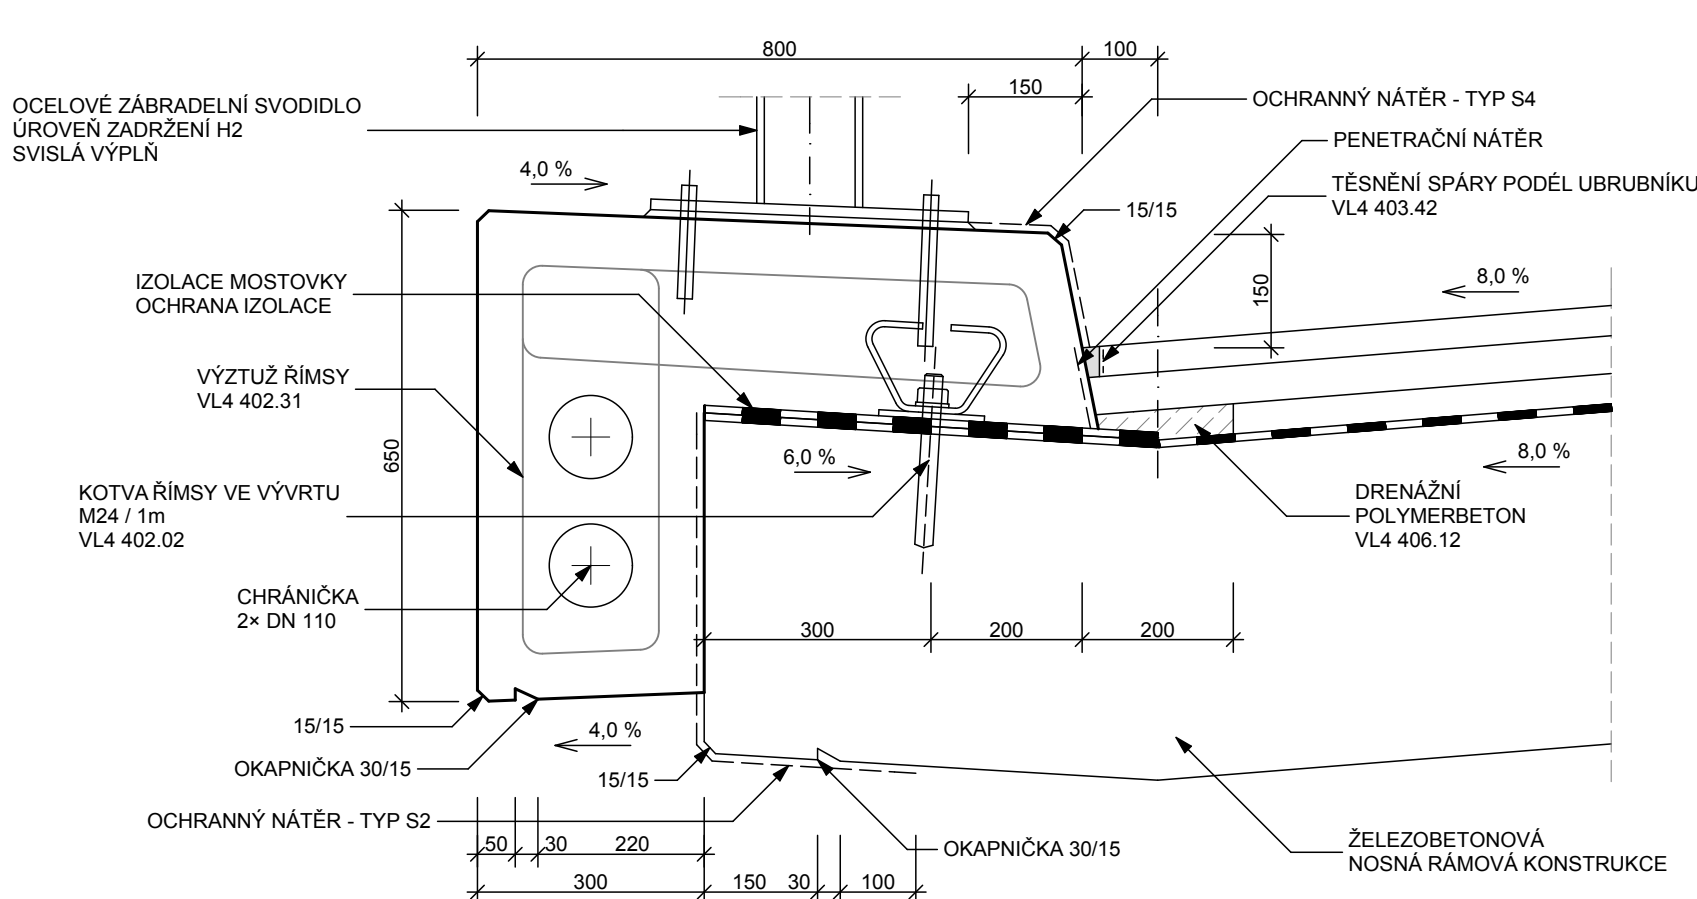 800
100
150
OCELOVÉ ZÁBRADELNÍ SVODIDLO
ÚROVEŇ ZADRŽENÍ H2
SVISLÁ VÝPLŇ
OCHRANNÝ NÁTĚR - TYP S4
PENETRAČNÍ NÁTĚR
TĚSNĚNÍ SPÁRY PODÉL UBRUBNÍKU
VL4 403.42
4,0 %
15/15
IZOLACE MOSTOVKY
OCHRANA IZOLACE
150
8,0 %
VÝZTUŽ ŘÍMSY
VL4 402.31
650
6,0 %
8,0 %
KOTVA ŘÍMSY VE VÝVRTU
M24 / 1m
VL4 402.02
DRENÁŽNÍ
POLYMERBETON
VL4 406.12
CHRÁNIČKA
2× DN 110
300
200
200
15/15
4,0 %
OKAPNIČKA 30/15
15/15
OCHRANNÝ NÁTĚR - TYP S2
OKAPNIČKA 30/15
ŽELEZOBETONOVÁ
NOSNÁ RÁMOVÁ KONSTRUKCE
50
30
220
300
150
30
100